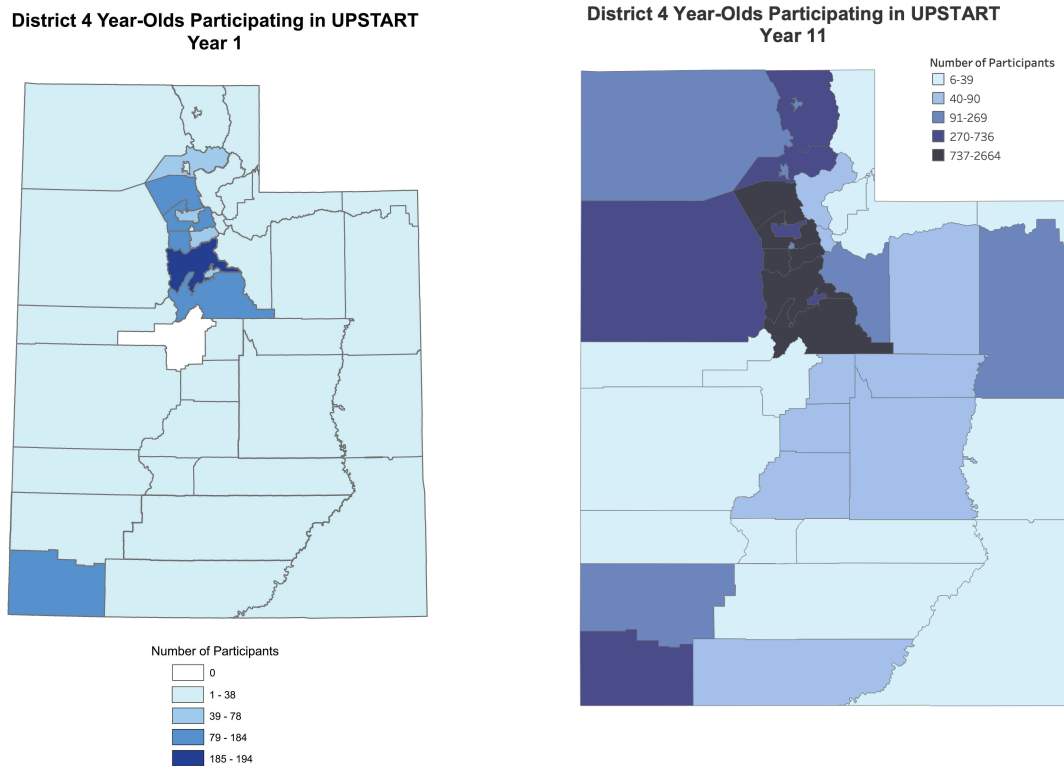 District 4 Year-Olds Participating in UPSTART
Year 1
Number of Participants
0
1 - 38
39 - 78
79 - 184
185 - 194
District 4 Year-Olds Participating in UPSTART
Year 11
Number of Participants
6-39
40-90
91-269
270-736
737-2664